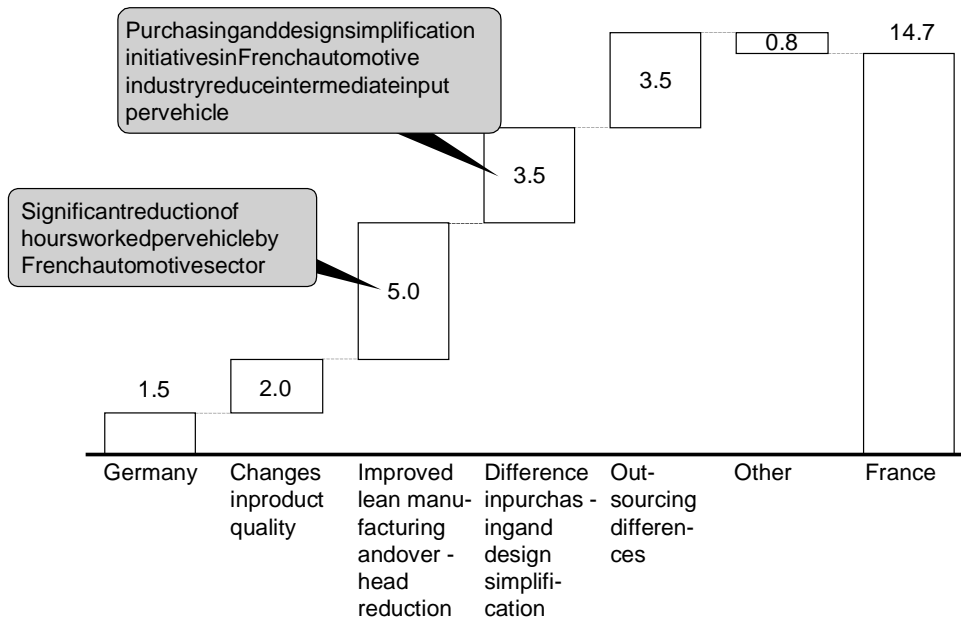 Purchasinganddesignsimplification
initiativesinFrenchautomotive
industryreduceintermediateinput
pervehicle
Significantreductionof
hoursworkedpervehicleby
Frenchautomotivesector
1.5
2.0
5.0
3.5
3.5
0.8
14.7
Germany
Changes
inproduct
quality
Improved
lean manu-
facturing
andover -
head
reduction
Difference
inpurchas -
ingand
design
simplifi-
cation
Out-
sourcing
differen-
ces
Other
France